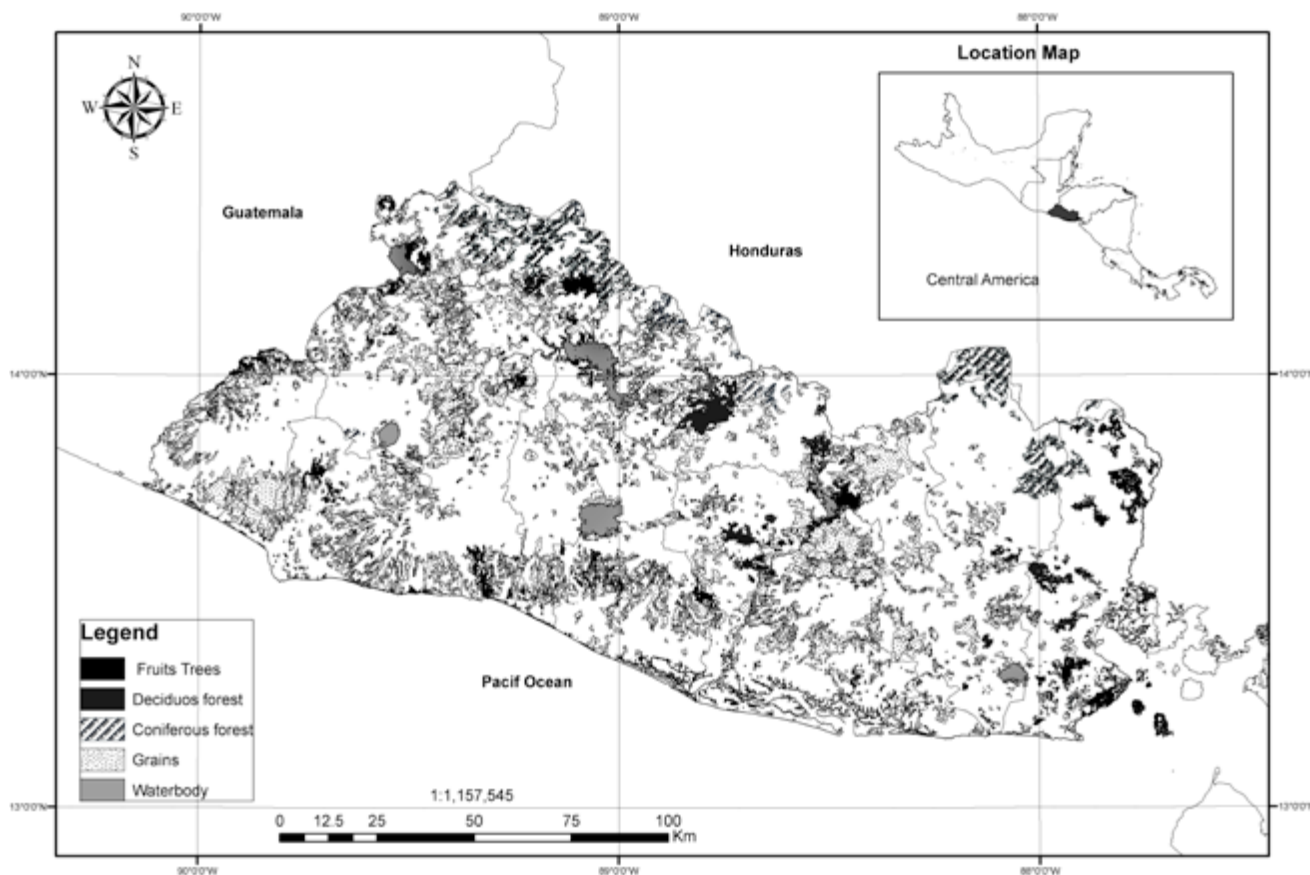 90°0'0"W
89°0'0"W
88°0'0"W
Location Map
N
W
E
S
Guatemala
Honduras
Central America
14°0'0"N
14°0'0"N
Legend
Fruits Trees
Deciduos forest
Coniferous forest
Grains
Waterbody
Pacif Ocean
1:1,157,545
0 12.5 25 50 75 100
Km
13°0'0"N
13°0'0"N
90°0'0"W
89°0'0"W
88°0'0"W